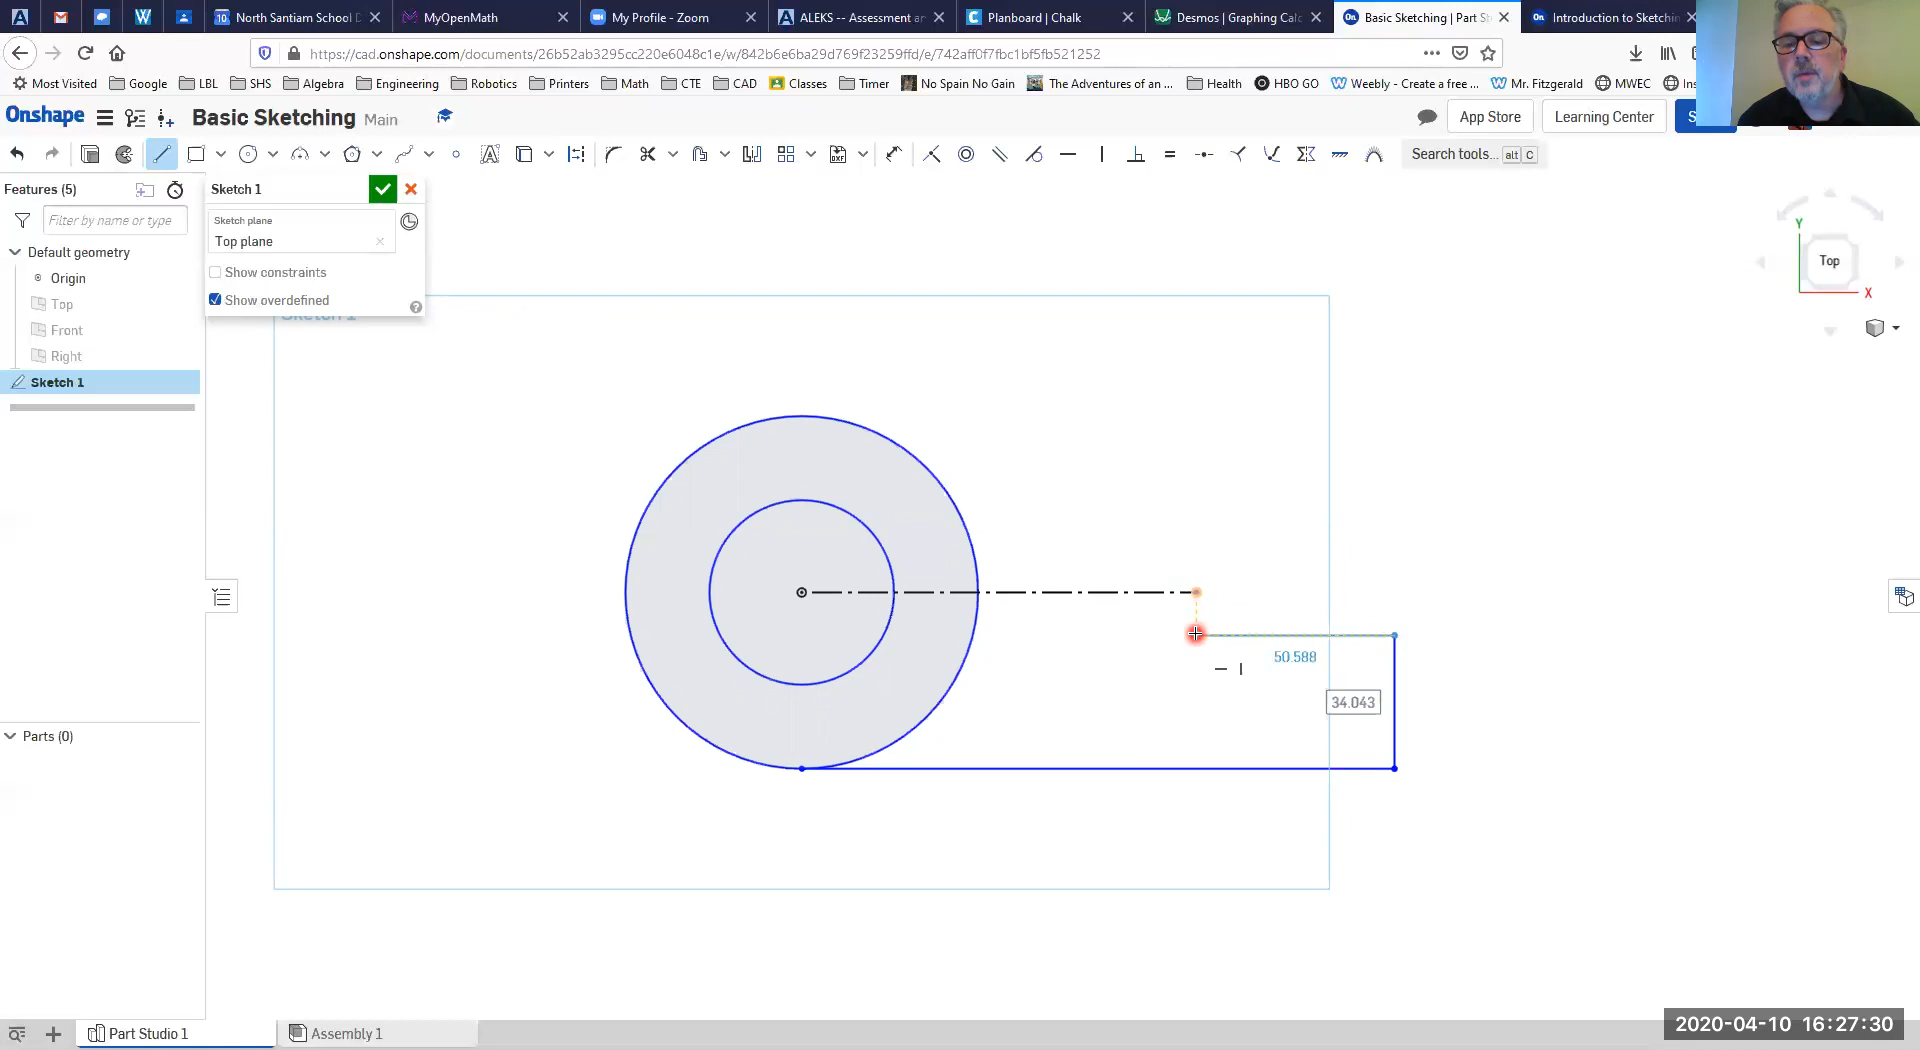 North Santiam School D
MyOpenMath
My Profile - Zoom
ALEKS -- Assessment a
Planboard | Chalk
Desmos | Graphing Calc
Basic Sketching | Part St
Introduction to Sketchin
https://cad.onshape.com/documents/26b52ab3295cc220e6048c1e/w/842b6e6ba29d769f23259ffd/e/742aff0f7fbc1bf5fb521252
Most Visited Google LBL SHS Algebra Engineering Robotics Printers Math CTE CAD Classes Timer No Spain No Gain The Adventures of an ... Health HBO GO Weebly - Create a free ... Mr. Fitzgerald MWEC Ins
Onshape Basic Sketching Main App Store Learning Center S
Search tools... alt C
Features (5)
Filter by name or type
Default geometry
Origin
Top
Front
Right
Sketch 1
Sketch 1
Sketch plane
Top plane
Show constraints
Show overdefined
Sketch 1
Y
Top
X
50.588
34.043
Parts (0)
Part Studio 1
Assembly 1
2020-04-10 16:27:30